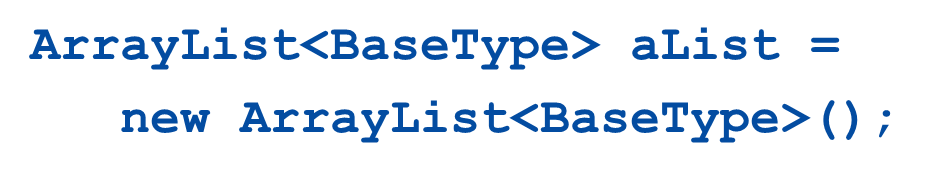 ArrayList<BaseType> aList =
new ArrayList<BaseType>();